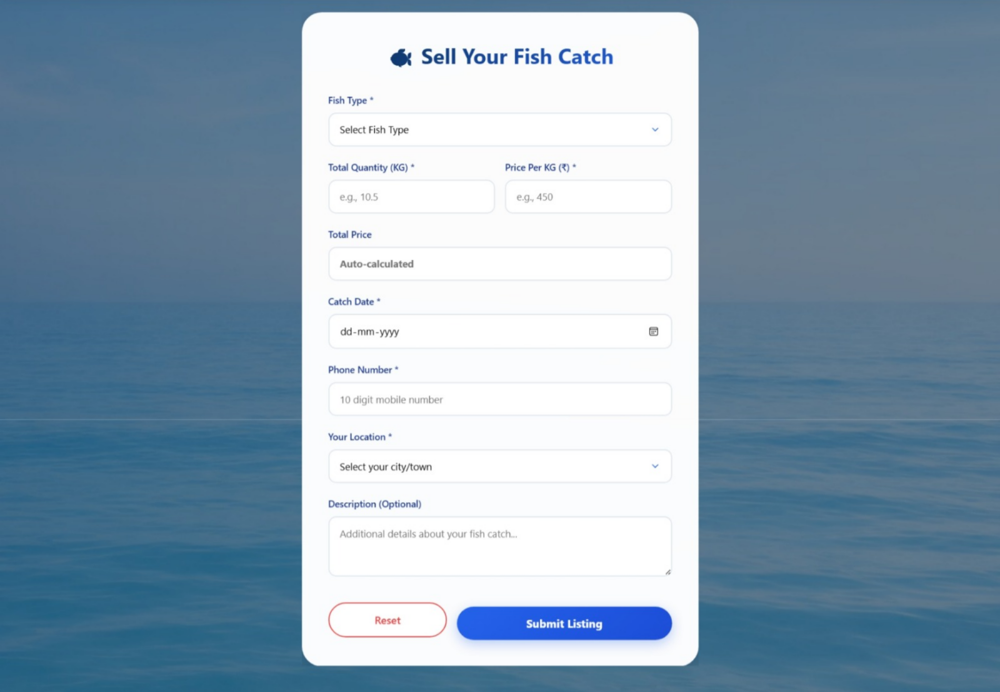 Sell Your Fish Catch
Fish Type *
Select Fish Type
Total Quantity (KG) * Price Per KG (₹) *
e.g., 10.5 e.g., 450
Total Price
Auto-calculated
Catch Date *
dd-mm-yyyy
Phone Number *
10 digit mobile number
Your Location *
Select your city/town
Description (Optional)
Additional details about your fish catch...
Reset Submit Listing